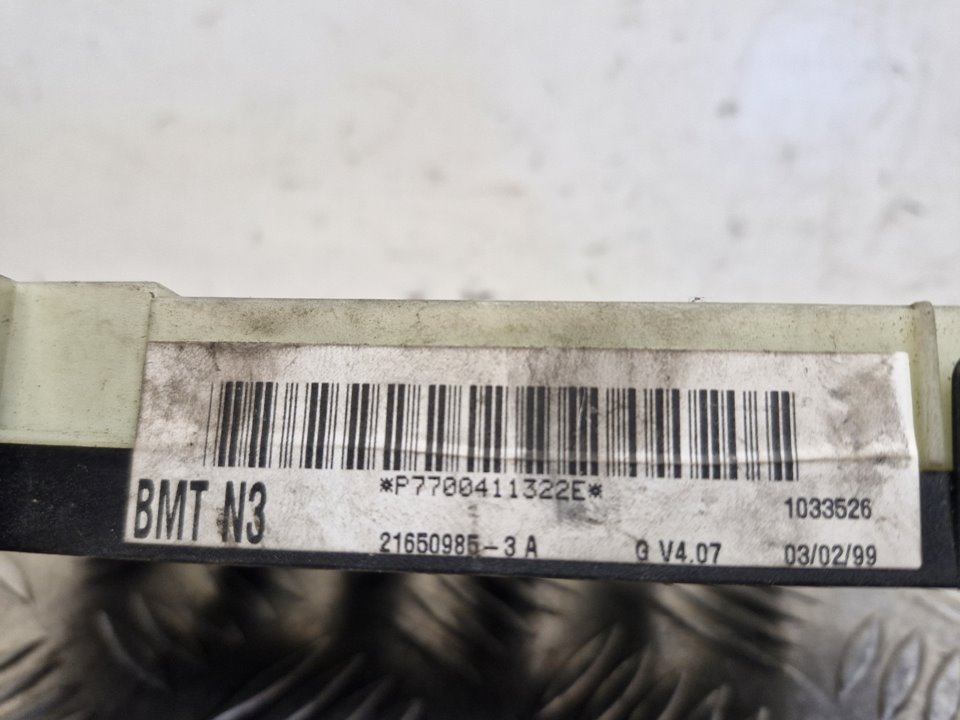 *P7700411322E*
BMT N3
1033526
21650985-3 A
G V4.07
03/02/99